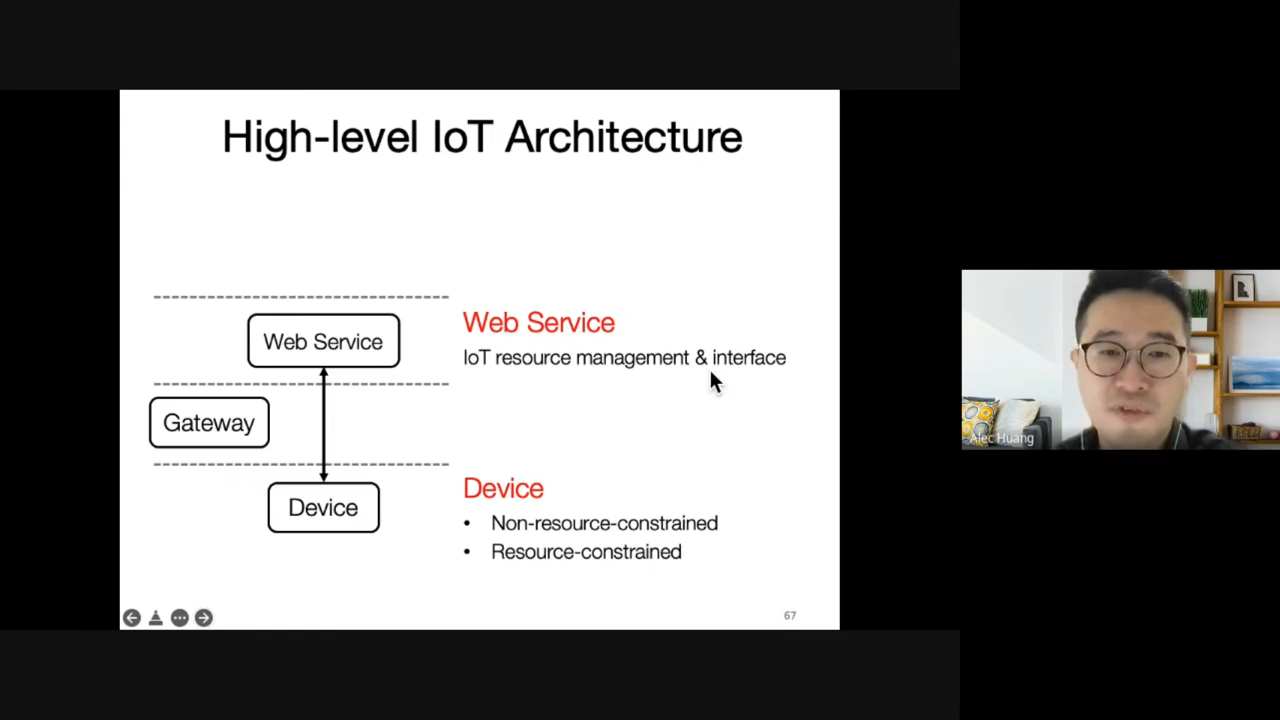 High-level IoT Architecture
Web Service
Web Service
IoT resource management & interface
Gateway
Device
Device
• Non-resource-constrained
• Resource-constrained
67
Alec Huang